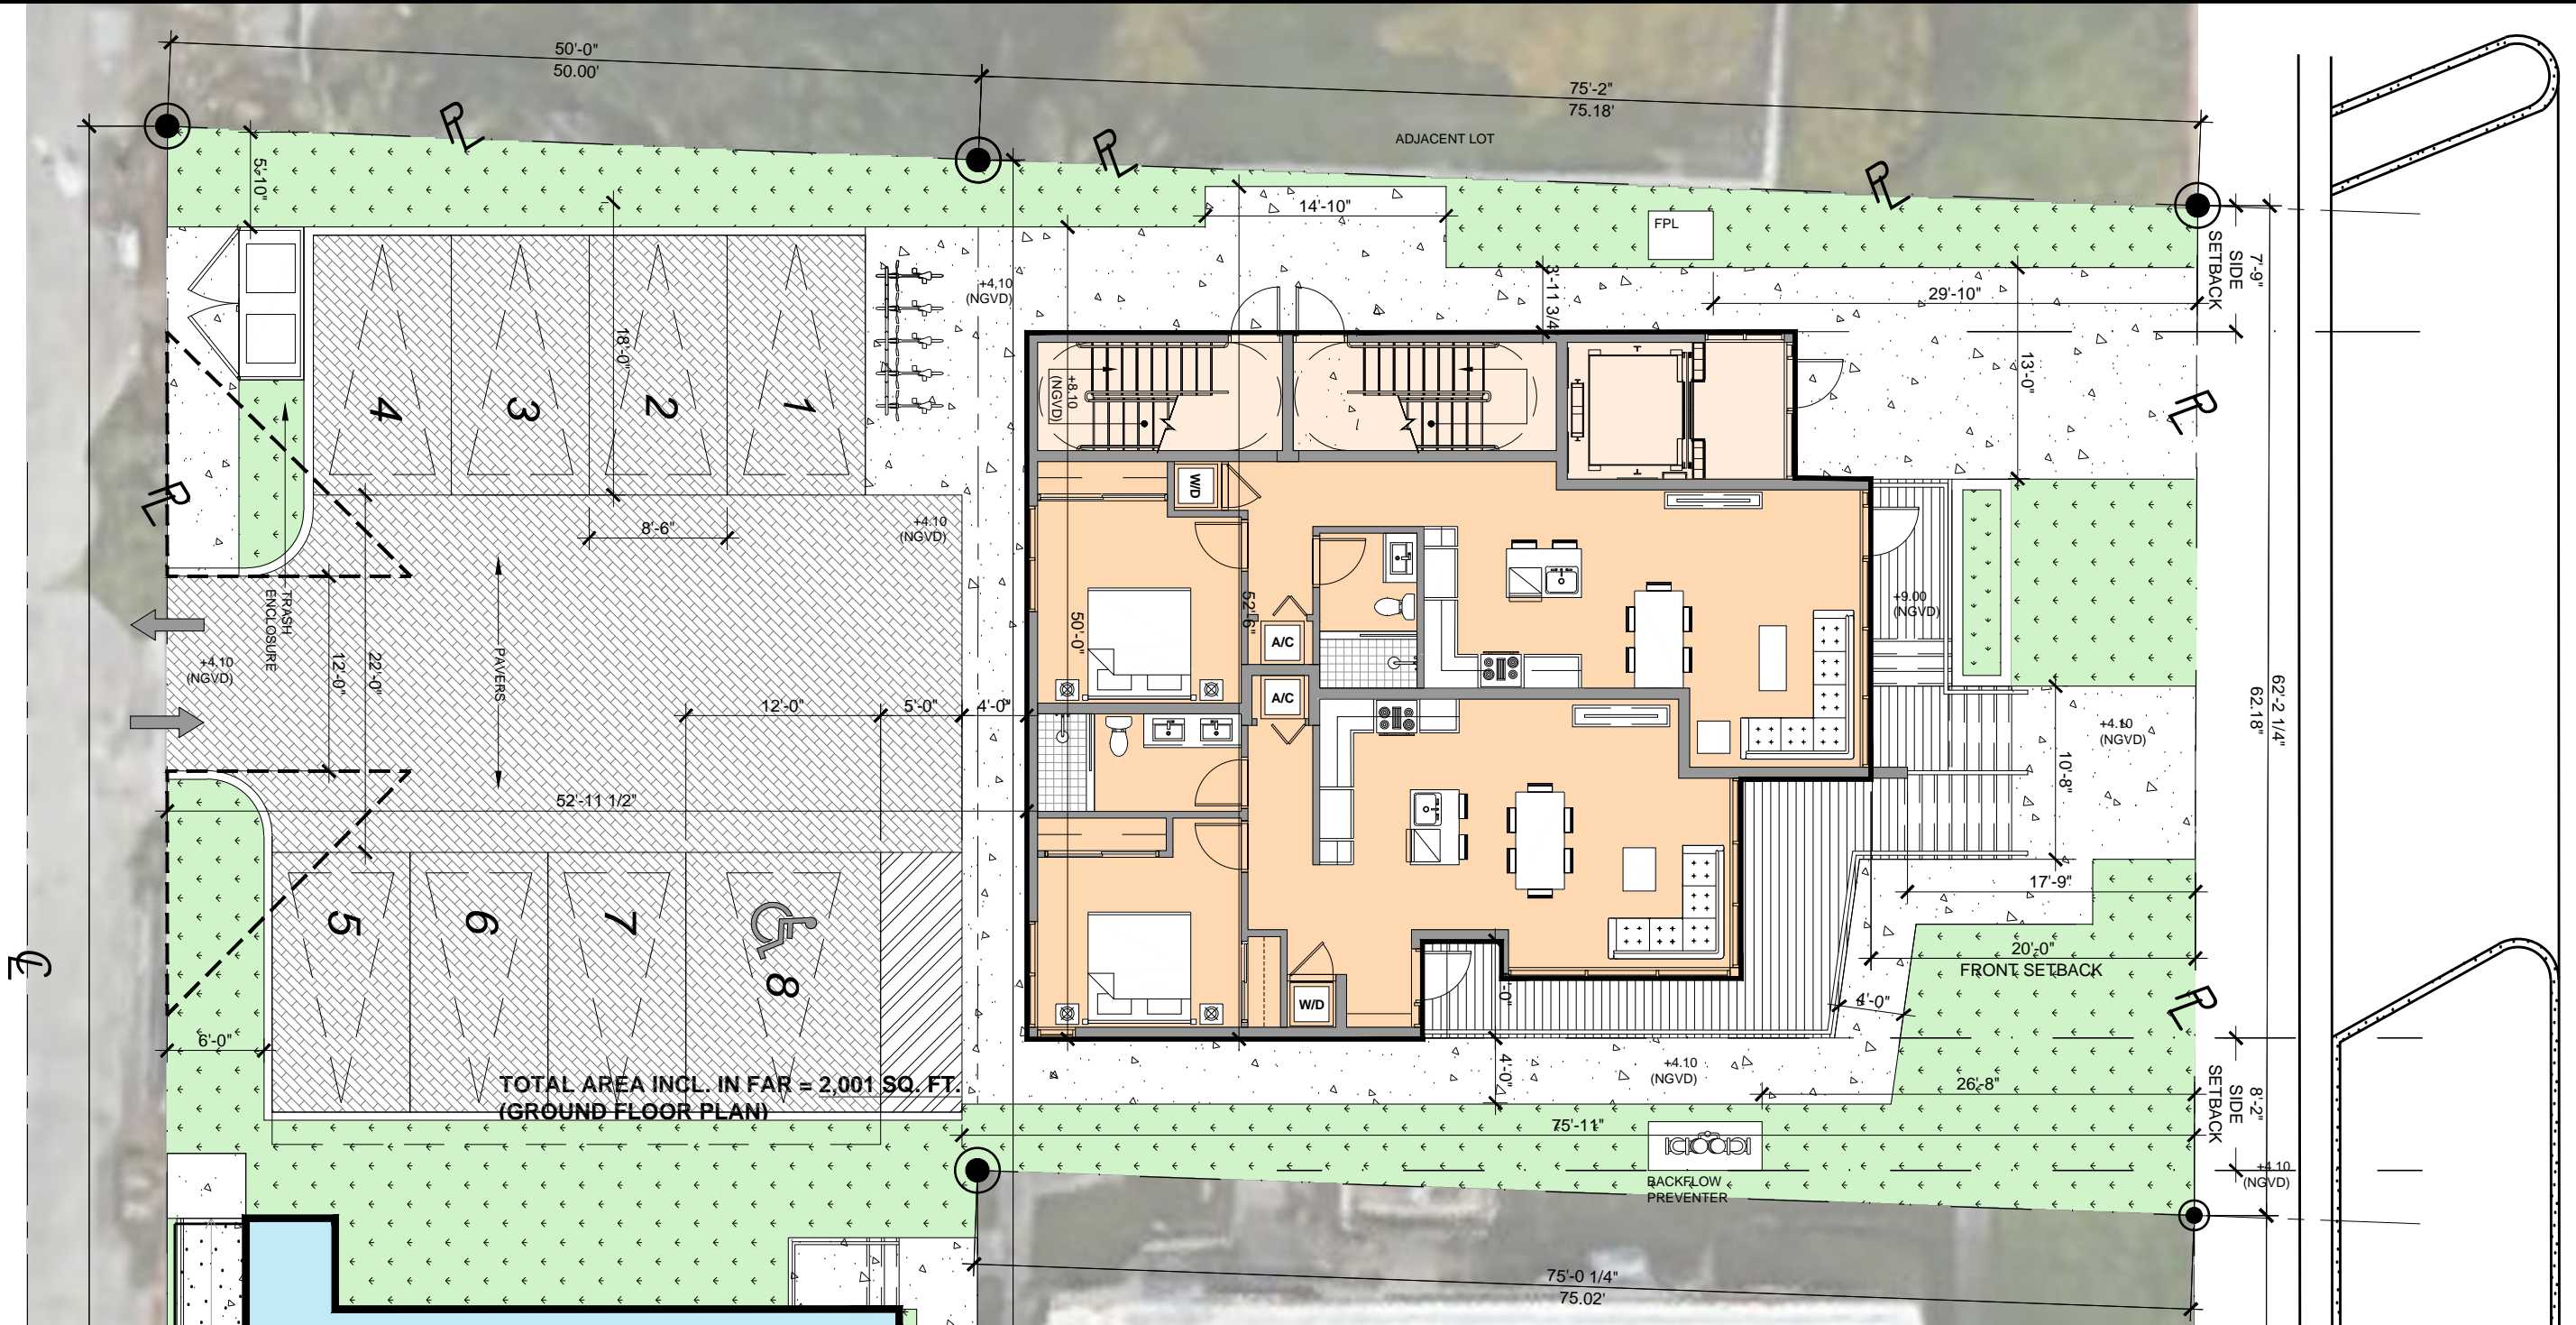 50'-0"
50.00'
75'-2"
75.18'
ADJACENT LOT
5'-10"
14'-10"
FPL
29'-10"
3'-11 3/4"
SETBACK
SIDE
7'-9"
+4.10
(NGVD)
18'-0"
13'-0"
4
3
2
1
+8.10
(NGVD)
W/D
8'-6"
+4.10
(NGVD)
TRASH
ENCLOSURE
PAVERS
50'-0"
52'-6"
A/C
+9.00
(NGVD)
+4.10
(NGVD)
12'-0"
22'-0"
A/C
12'-0"
5'-0"
4'-0"
+4.10
(NGVD)
62'-2 1/4"
62.18'
10'-8"
52'-11 1/2"
17'-9"
5
6
7
8
20'-0"
FRONT SETBACK
W/D
4'-0"
6'-0"
4'-0"
+4.10
(NGVD)
26'-8"
SETBACK
SIDE
8'-2"
TOTAL AREA INCL. IN FAR = 2,001 SQ. FT.
(GROUND FLOOR PLAN)
75'-11"
BACKFLOW
PREVENTER
+4.10
(NGVD)
75'-0 1/4"
75.02'